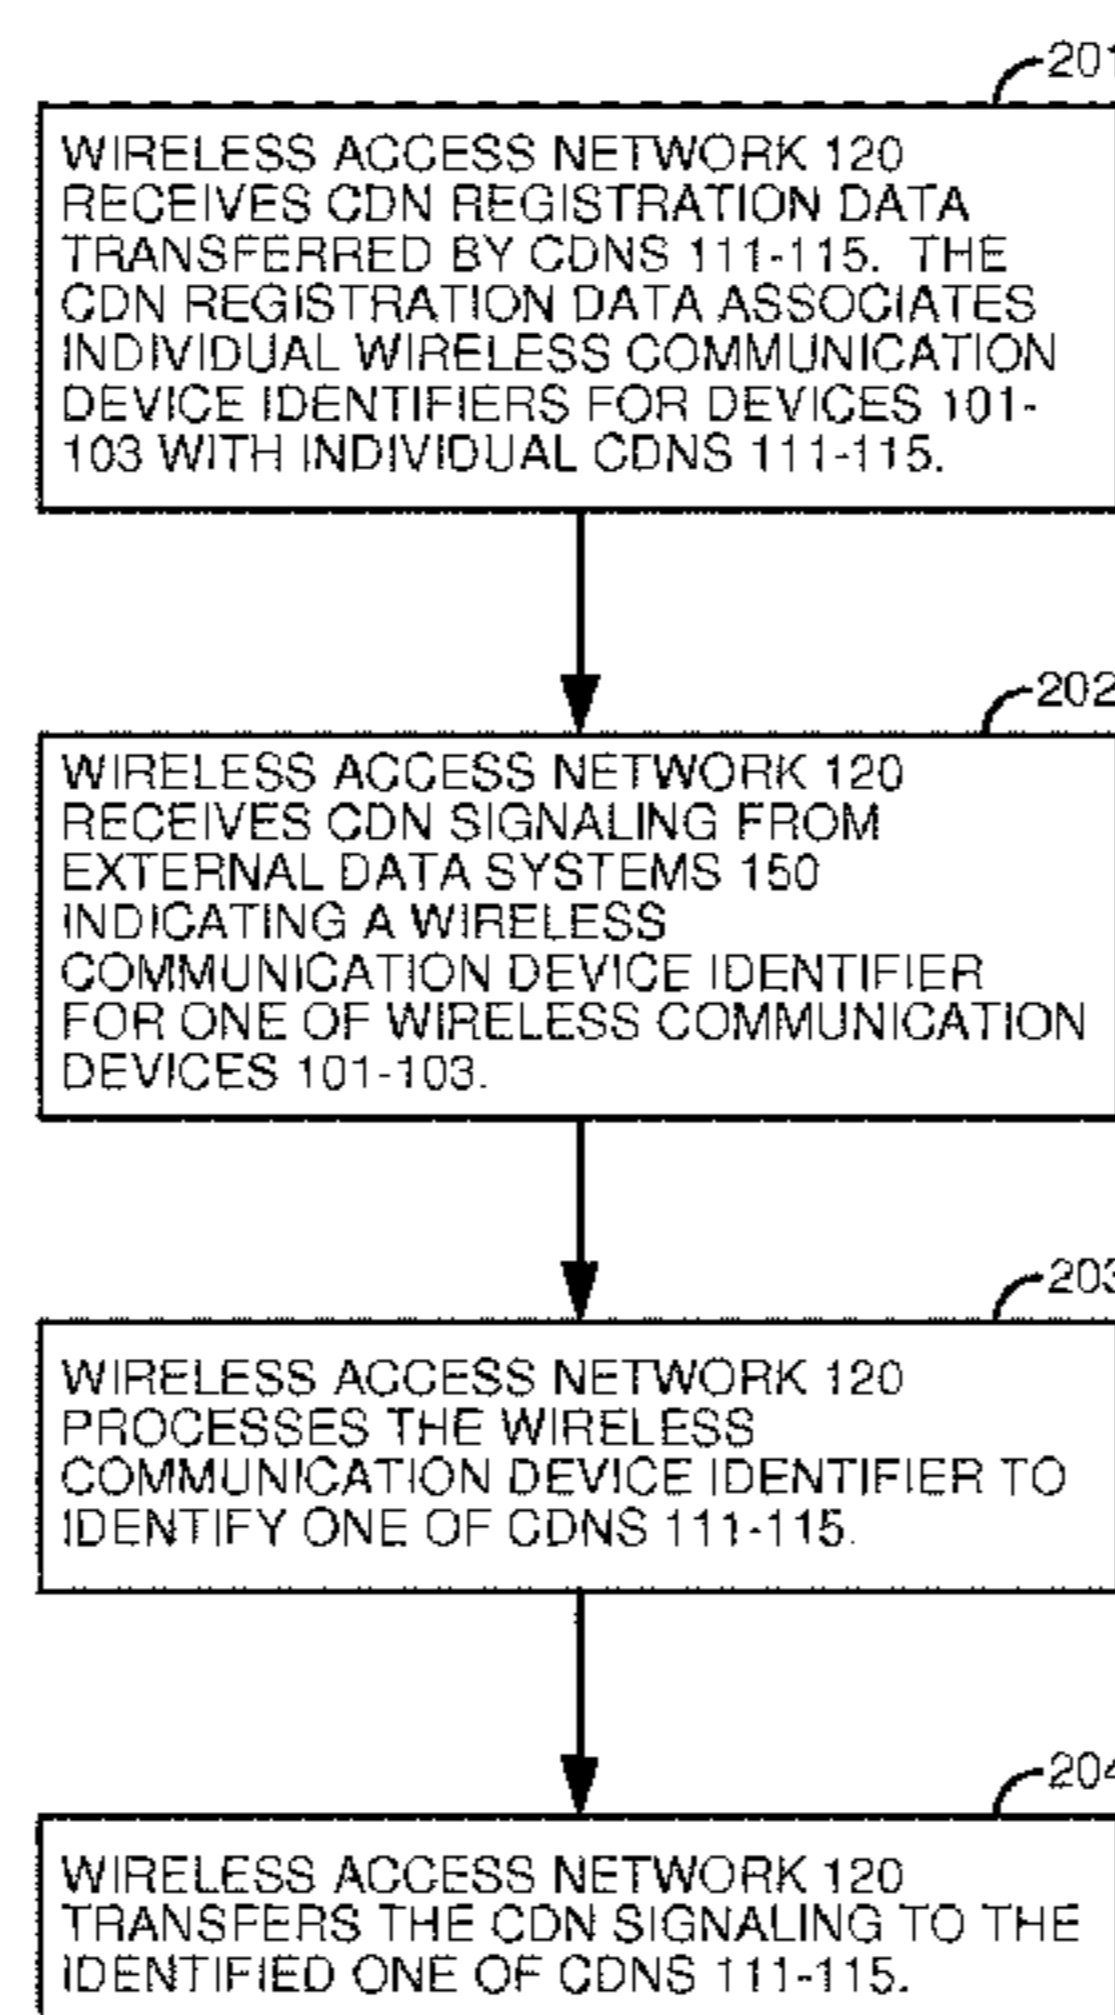 201
WIRELESS ACCESS NETWORK 120
RECEIVES CDN REGISTRATION DATA
TRANSFERRED BY CDNS 111-115. THE
CDN REGISTRATION DATA ASSOCIATES
INDIVIDUAL WIRELESS COMMUNICATION
DEVICE IDENTIFIERS FOR DEVICES 101-
103 WITH INDIVIDUAL CDNS 111-115.
202
WIRELESS ACCESS NETWORK 120
RECEIVES CDN SIGNALING FROM
EXTERNAL DATA SYSTEMS 150
INDICATING A WIRELESS
COMMUNICATION DEVICE IDENTIFIER
FOR ONE OF WIRELESS COMMUNICATION
DEVICES 101-103.
203
WIRELESS ACCESS NETWORK 120
PROCESSES THE WIRELESS
COMMUNICATION DEVICE IDENTIFIER TO
IDENTIFY ONE OF CDNS 111-115.
204
WIRELESS ACCESS NETWORK 120
TRANSFERS THE CDN SIGNALING TO THE
IDENTIFIED ONE OF CDNS 111-115.